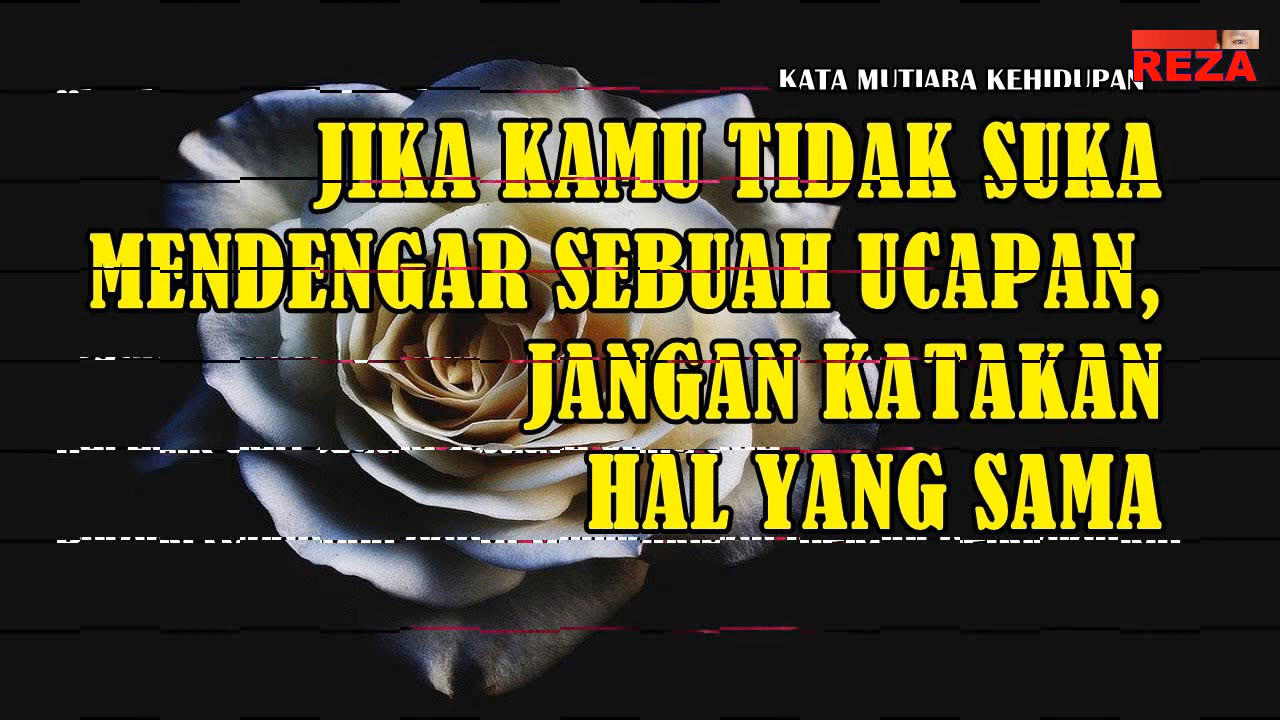 REZA
KATA MUTIARA KEHIDUPAN
JIKA KAMU TIDAK SUKA
MENDENGAR SEBUAH UCAPAN,
JANGAN KATAKAN
HAL YANG SAMA